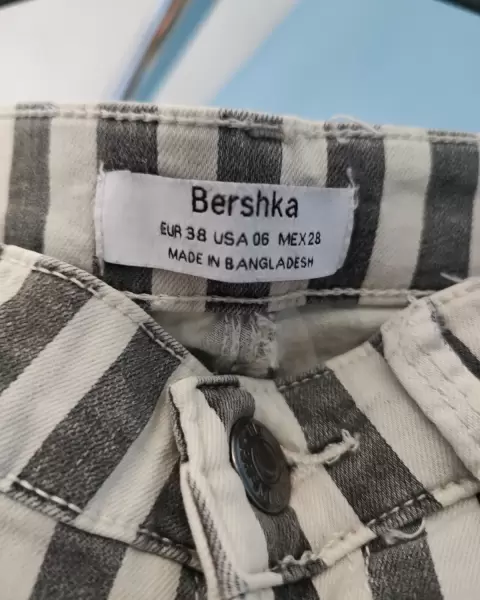 Bershka
EUR 38 USA 06 MEX 28
MADE IN BANGLADESH